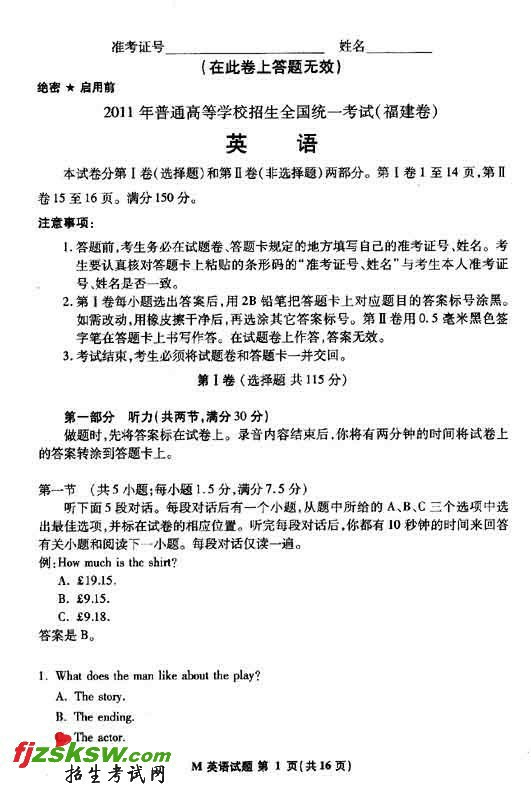 准考证号____________ 姓名________
(在此卷上答题无效)
绝密 ★ 启用前
2011 年普通高等学校招生全国统一考试(福建卷)
英 语
本试卷分第Ⅰ卷(选择题)和第Ⅱ卷(非选择题)两部分。第Ⅰ卷 1 至 14 页,第Ⅱ
卷 15 至 16 页。满分 150 分。
注意事项:
1. 答题前,考生务必在试题卷、答题卡规定的地方填写自己的准考证号、姓名。考
生要认真核对答题卡上粘贴的条形码的“准考证号、姓名”与考生本人准考证
号、姓名是否一致。
2. 第Ⅰ卷每小题选出答案后,用 2B 铅笔把答题卡上对应题目的答案标号涂黑。
如需改动,用橡皮擦干净后,再选涂其它答案标号。第Ⅱ卷用 0.5 毫米黑色签
字笔在答题卡上书写作答。在试题卷上作答,答案无效。
3. 考试结束,考生必须将试题卷和答题卡一并交回。
第Ⅰ卷 (选择题 共 115 分)
第一部分 听力(共两节,满分 30 分)
做题时,先将答案标在试卷上。录音内容结束后,你将有两分钟的时间将试卷上
的答案转涂到答题卡上。
第一节 (共 5 小题;每小题 1.5 分,满分 7.5 分)
听下面 5 段对话。每段对话后有一个小题,从题中所给的 A、B、C 三个选项中选
出最佳选项,并标在试卷的相应位置。听完每段对话后,你都有 10 秒钟的时间来回答
有关小题和阅读下一小题。每段对话仅读一遍。
例:How much is the shirt?
A. £19.15.
B. £9.15.
C. £9.18.
答案是 B。
1. What does the man like about the play?
A. The story.
B. The ending.
The actor.
fjzsksw.com
招生考试网
M 英语试题 第 1 页(共 16 页)